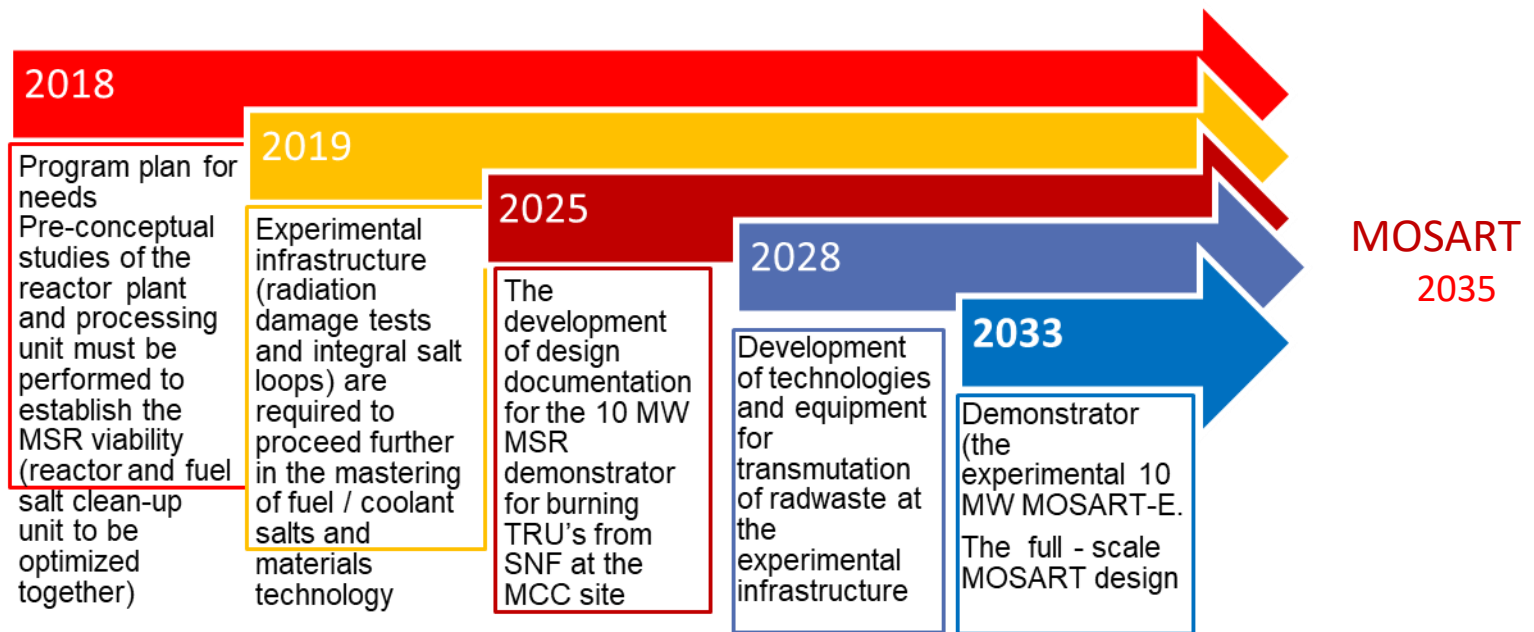 2018
Program plan for
needs
Pre-conceptual
studies of the
reactor plant
and processing
unit must be
performed to
establish the
MSR viability
(reactor and fuel
salt clean-up
unit to be
optimized
together)
2019
Experimental
infrastructure
(radiation
damage tests
and integral salt
loops) are
required to
proceed further
in the mastering
of fuel / coolant
salts and
materials
technology
2025
The
development
of design
documentation
for the 10 MW
MSR
demonstrator
for burning
TRU's from
SNF at the
MCC site
2028
Development
of technologies
and equipment
for
transmutation
of radwaste at
the
experimental
infrastructure
2033
Demonstrator
(the
experimental 10
MW MOSART-E.
The full - scale
MOSART design
MOSART
2035